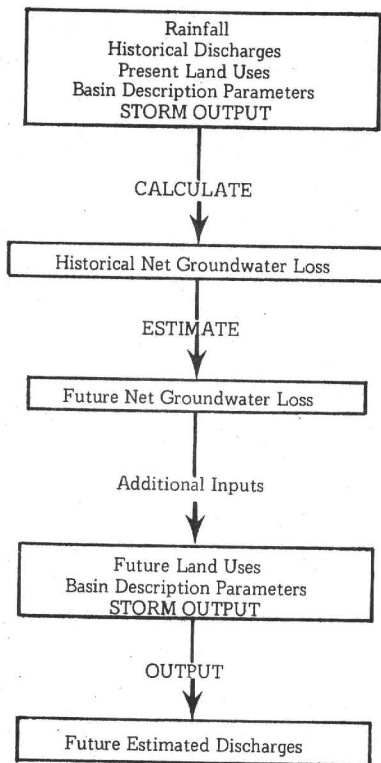 Rainfall
Historical Discharges
Present Land Uses
Basin Description Parameters
STORM OUTPUT
CALCULATE
Historical Net Groundwater Loss
ESTIMATE
Future Net Groundwater Loss
Additional Inputs
Future Land Uses
Basin Description Parameters
STORM OUTPUT
OUTPUT
Future Estimated Discharges